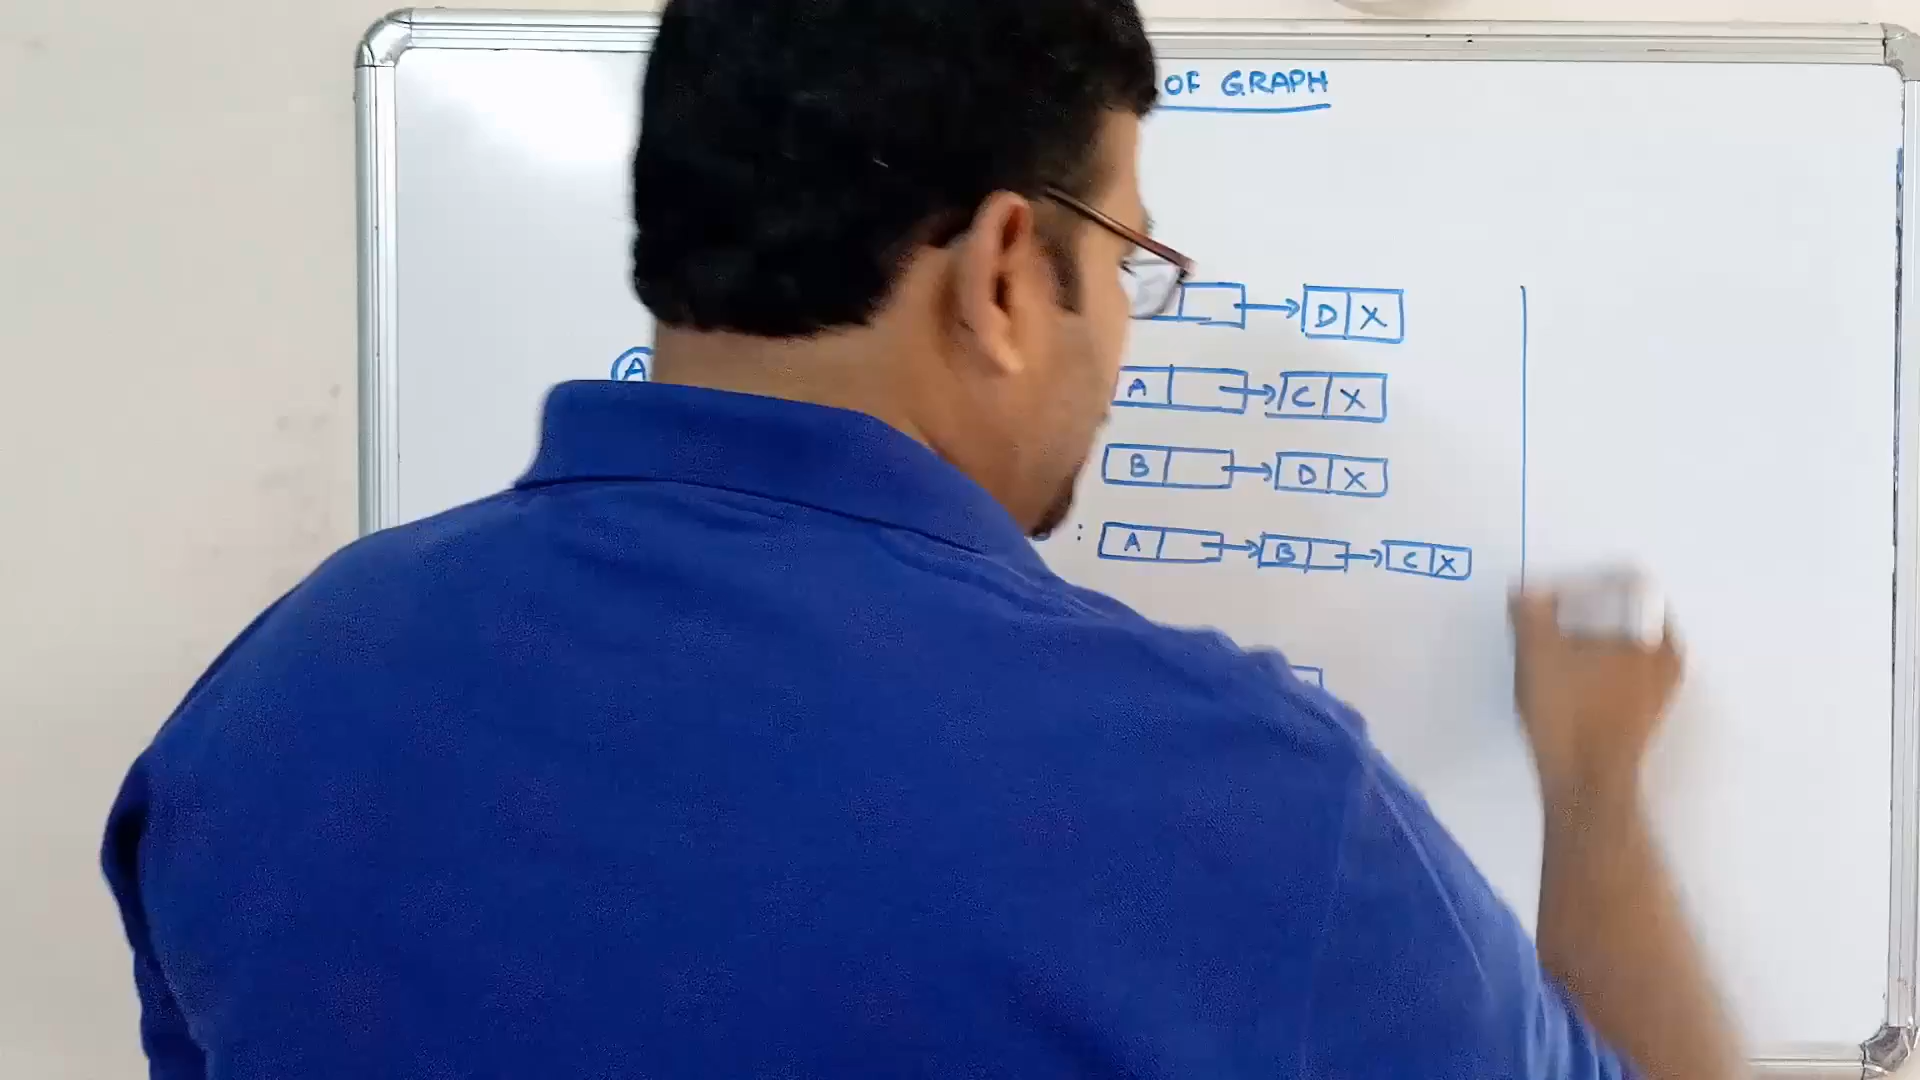 OF GRAPH
D X
A
A C X
B D X
: A B C X